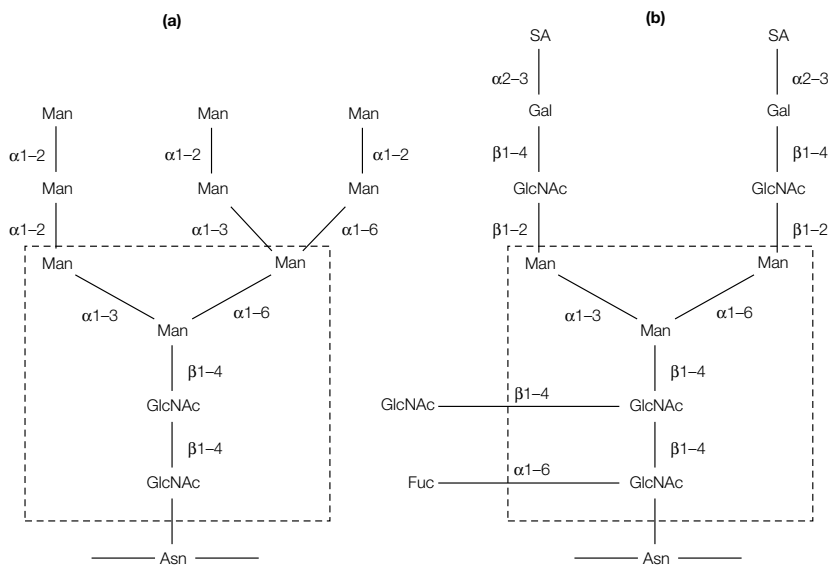 (a)
(b)
SA SA
α2–3 α2–3
Man Man Man Gal Gal
α1–2 α1–2 α1–2 β1–4 β1–4
Man Man Man GlcNAc GlcNAc
α1–2 α1–3 α1–6 β1–2 β1–2
Man Man Man Man
α1–3 α1–6 α1–3 α1–6
Man Man
β1–4 β1–4
GlcNAc GlcNAc β1–4 GlcNAc
β1–4 β1–4
GlcNAc Fuc α1–6 GlcNAc
Asn Asn